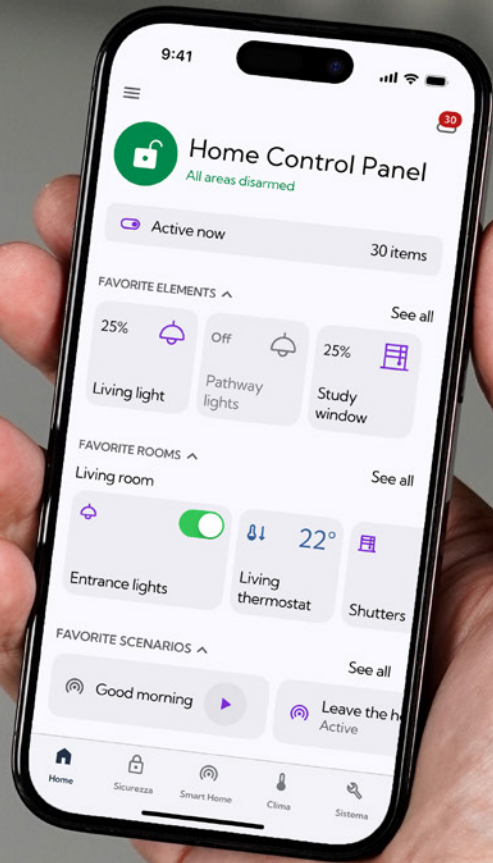 9:41
30
Home Control Panel
All areas disarmed
Active now
30 items
FAVORITE ELEMENTS
See all
25%
Living light
Off
Pathway
lights
25%
Study
window
FAVORITE ROOMS
See all
Living room
Entrance lights
22°
Living
thermostat
Shutters
FAVORITE SCENARIOS
See all
Good morning
Leave the h
Active
Home
Sicurezza
Smart Home
Clima
Sistema